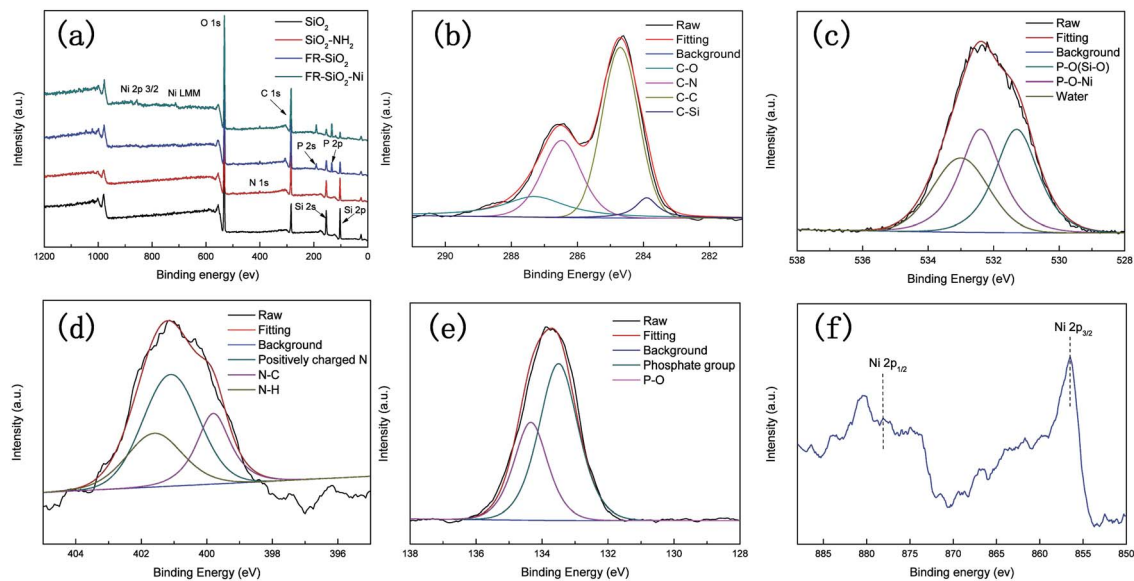 (a)
O 1s
SiO2
SiO2-NH2
FR-SiO2
FR-SiO2-Ni
Ni 2p 3/2
Ni LMM
C 1s
P 2s
P 2p
N 1s
Si 2s
Si 2p
Intensity (a.u.)
1200 1000 800 600 400 200 0
Binding energy (ev)
(b)
Raw
Fitting
Background
C-O
C-N
C-C
C-Si
Intensity (a.u.)
290 288 286 284 282
Binding Energy (eV)
(c)
Raw
Fitting
Background
P-O(Si-O)
P-O-Ni
Water
Intensity (a.u.)
538 536 534 532 530 528
Binding Energy (eV)
(d)
Raw
Fitting
Background
Positively charged N
N-C
N-H
Intensity (a.u.)
404 402 400 398 396
Binding Energy (eV)
(e)
Raw
Fitting
Background
Phosphate group
P-O
Intensity (a.u.)
138 136 134 132 130 128
Binding Energy (eV)
(f)
Ni 2p3/2
Ni 2p1/2
Intensity (a.u.)
885 880 875 870 865 860 855 850
Binding energy (ev)